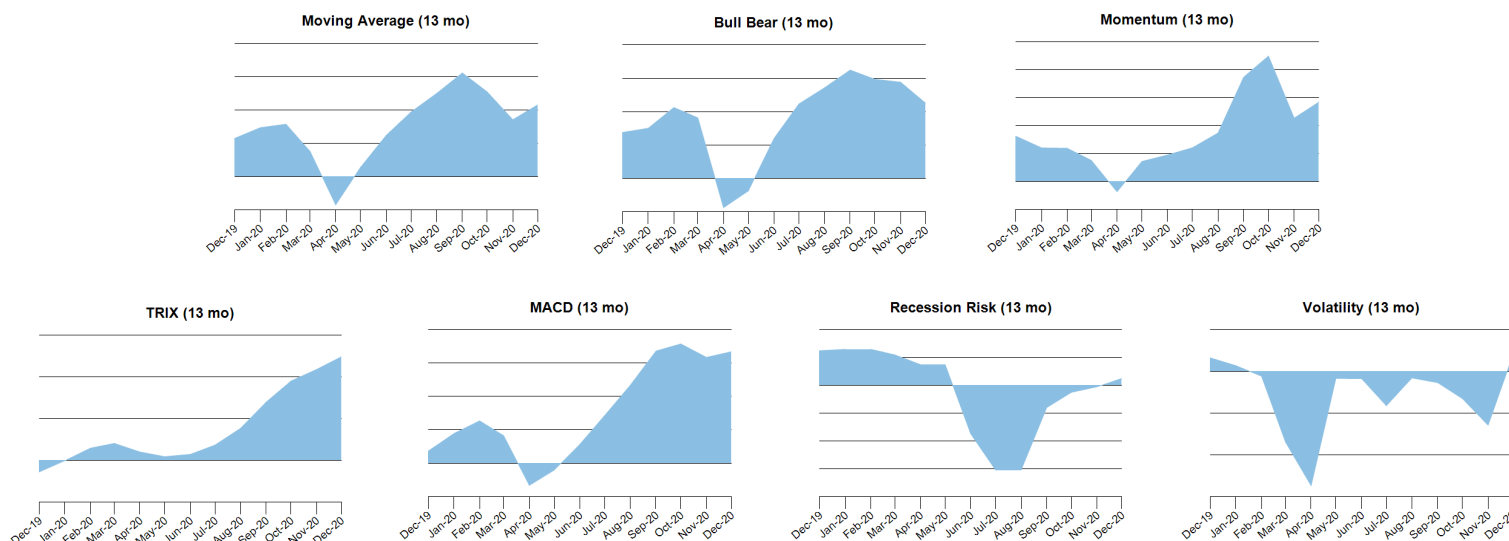 Moving Average (13 mo)
Dec-19 Jan-20 Feb-20 Mar-20 Apr-20 May-20 Jun-20 Jul-20 Aug-20 Sep-20 Oct-20 Nov-20 Dec-20
Bull Bear (13 mo)
Dec-19 Jan-20 Feb-20 Mar-20 Apr-20 May-20 Jun-20 Jul-20 Aug-20 Sep-20 Oct-20 Nov-20 Dec-20
Momentum (13 mo)
Dec-19 Jan-20 Feb-20 Mar-20 Apr-20 May-20 Jun-20 Jul-20 Aug-20 Sep-20 Oct-20 Nov-20 Dec-20
TRIX (13 mo)
Dec-19 Jan-20 Feb-20 Mar-20 Apr-20 May-20 Jun-20 Jul-20 Aug-20 Sep-20 Oct-20 Nov-20 Dec-20
MACD (13 mo)
Dec-19 Jan-20 Feb-20 Mar-20 Apr-20 May-20 Jun-20 Jul-20 Aug-20 Sep-20 Oct-20 Nov-20 Dec-20
Recession Risk (13 mo)
Dec-19 Jan-20 Feb-20 Mar-20 Apr-20 May-20 Jun-20 Jul-20 Aug-20 Sep-20 Oct-20 Nov-20 Dec-20
Volatility (13 mo)
Dec-19 Jan-20 Feb-20 Mar-20 Apr-20 May-20 Jun-20 Jul-20 Aug-20 Sep-20 Oct-20 Nov-20 Dec-2